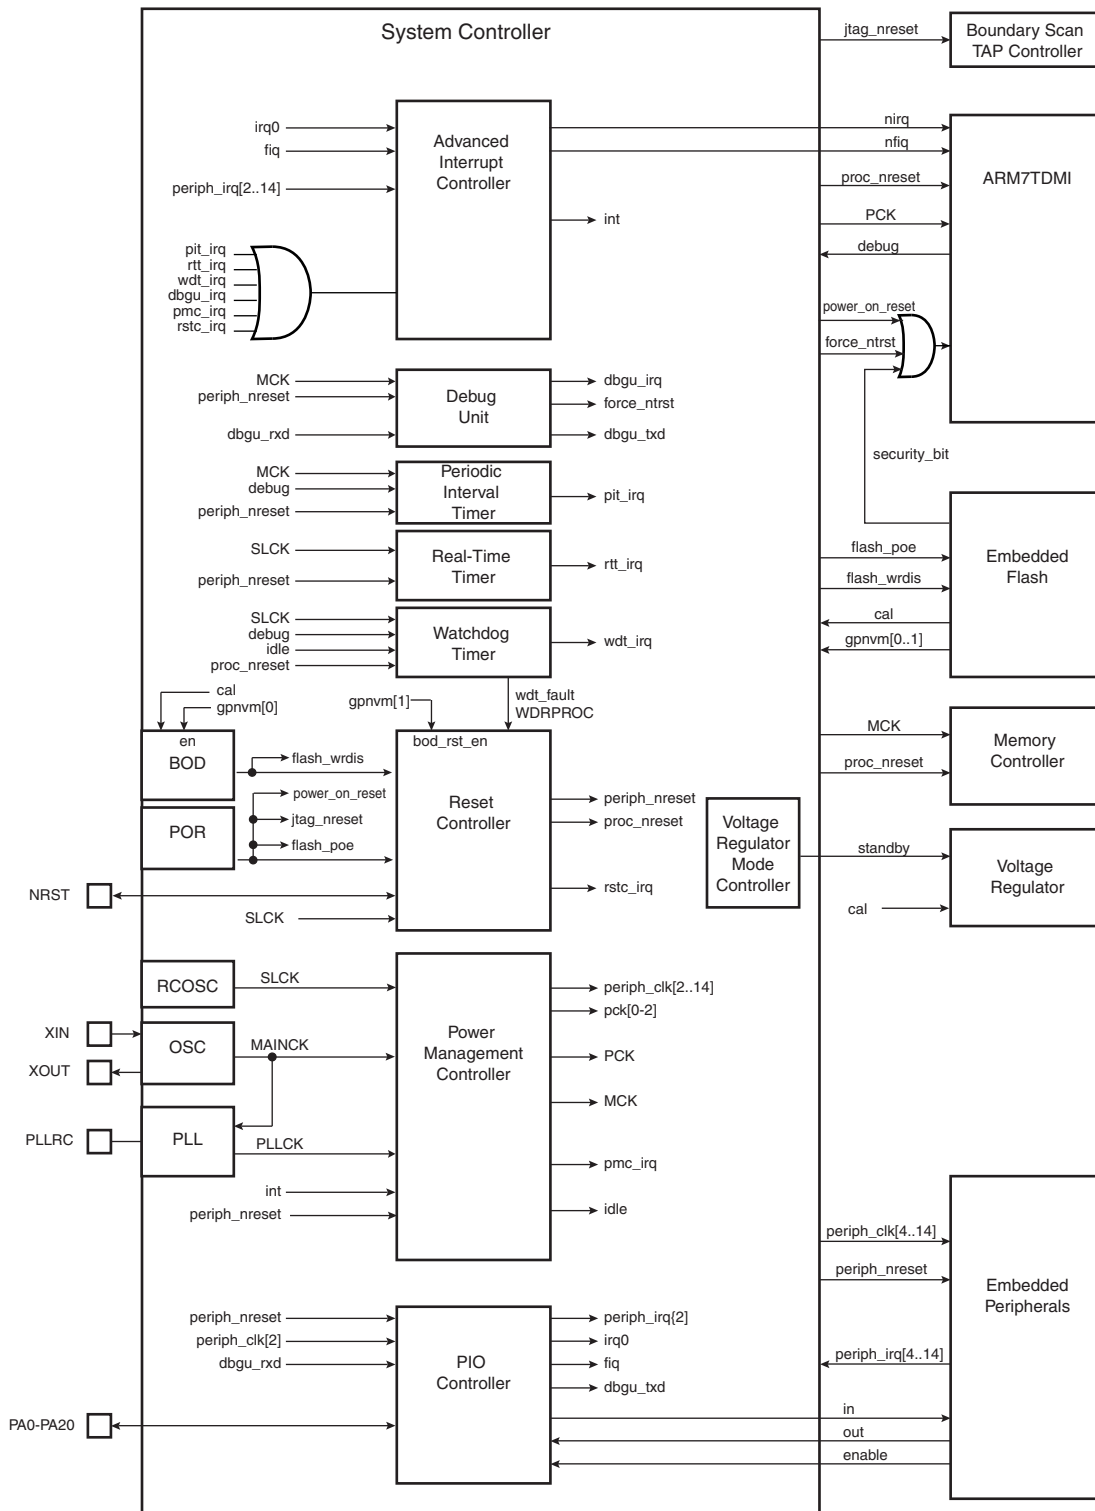 System Controller
jtag_nreset
Boundary Scan
TAP Controller
irq0
fiq
periph_irq[2..14]
Advanced
Interrupt
Controller
int
nirq
nfiq
proc_nreset
PCK
debug
ARM7TDMI
pit_irq
rtt_irq
wdt_irq
dbgu_irq
pmc_irq
rstc_irq
power_on_reset
force_ntrst
security_bit
MCK
periph_nreset
dbgu_rxd
Debug
Unit
dbgu_irq
force_ntrst
dbgu_txd
MCK
debug
periph_nreset
Periodic
Interval
Timer
pit_irq
SLCK
periph_nreset
Real-Time
Timer
rtt_irq
flash_poe
flash_wrdis
cal
gpnvm[0..1]
Embedded
Flash
SLCK
debug
idle
proc_nreset
Watchdog
Timer
wdt_irq
cal
gpnvm[0]
gpnvm[1]
wdt_fault
WDRPROC
en
BOD
flash_wrdis
power_on_reset
jtag_nreset
flash_poe
POR
bod_rst_en
Reset
Controller
periph_nreset
proc_nreset
rstc_irq
NRST
SLCK
MCK
proc_nreset
Memory
Controller
Voltage
Regulator
Mode
Controller
standby
cal
Voltage
Regulator
RCOSC
SLCK
XIN
OSC
MAINCK
XOUT
PLLRC
PLL
PLLCK
int
periph_nreset
Power
Management
Controller
periph_clk[2..14]
pck[0-2]
PCK
MCK
pmc_irq
idle
periph_clk[4..14]
periph_nreset
periph_irq[4..14]
Embedded
Peripherals
periph_nreset
periph_clk[2]
dbgu_rxd
PIO
Controller
periph_irq{2]
irq0
fiq
dbgu_txd
PA0-PA20
in
out
enable